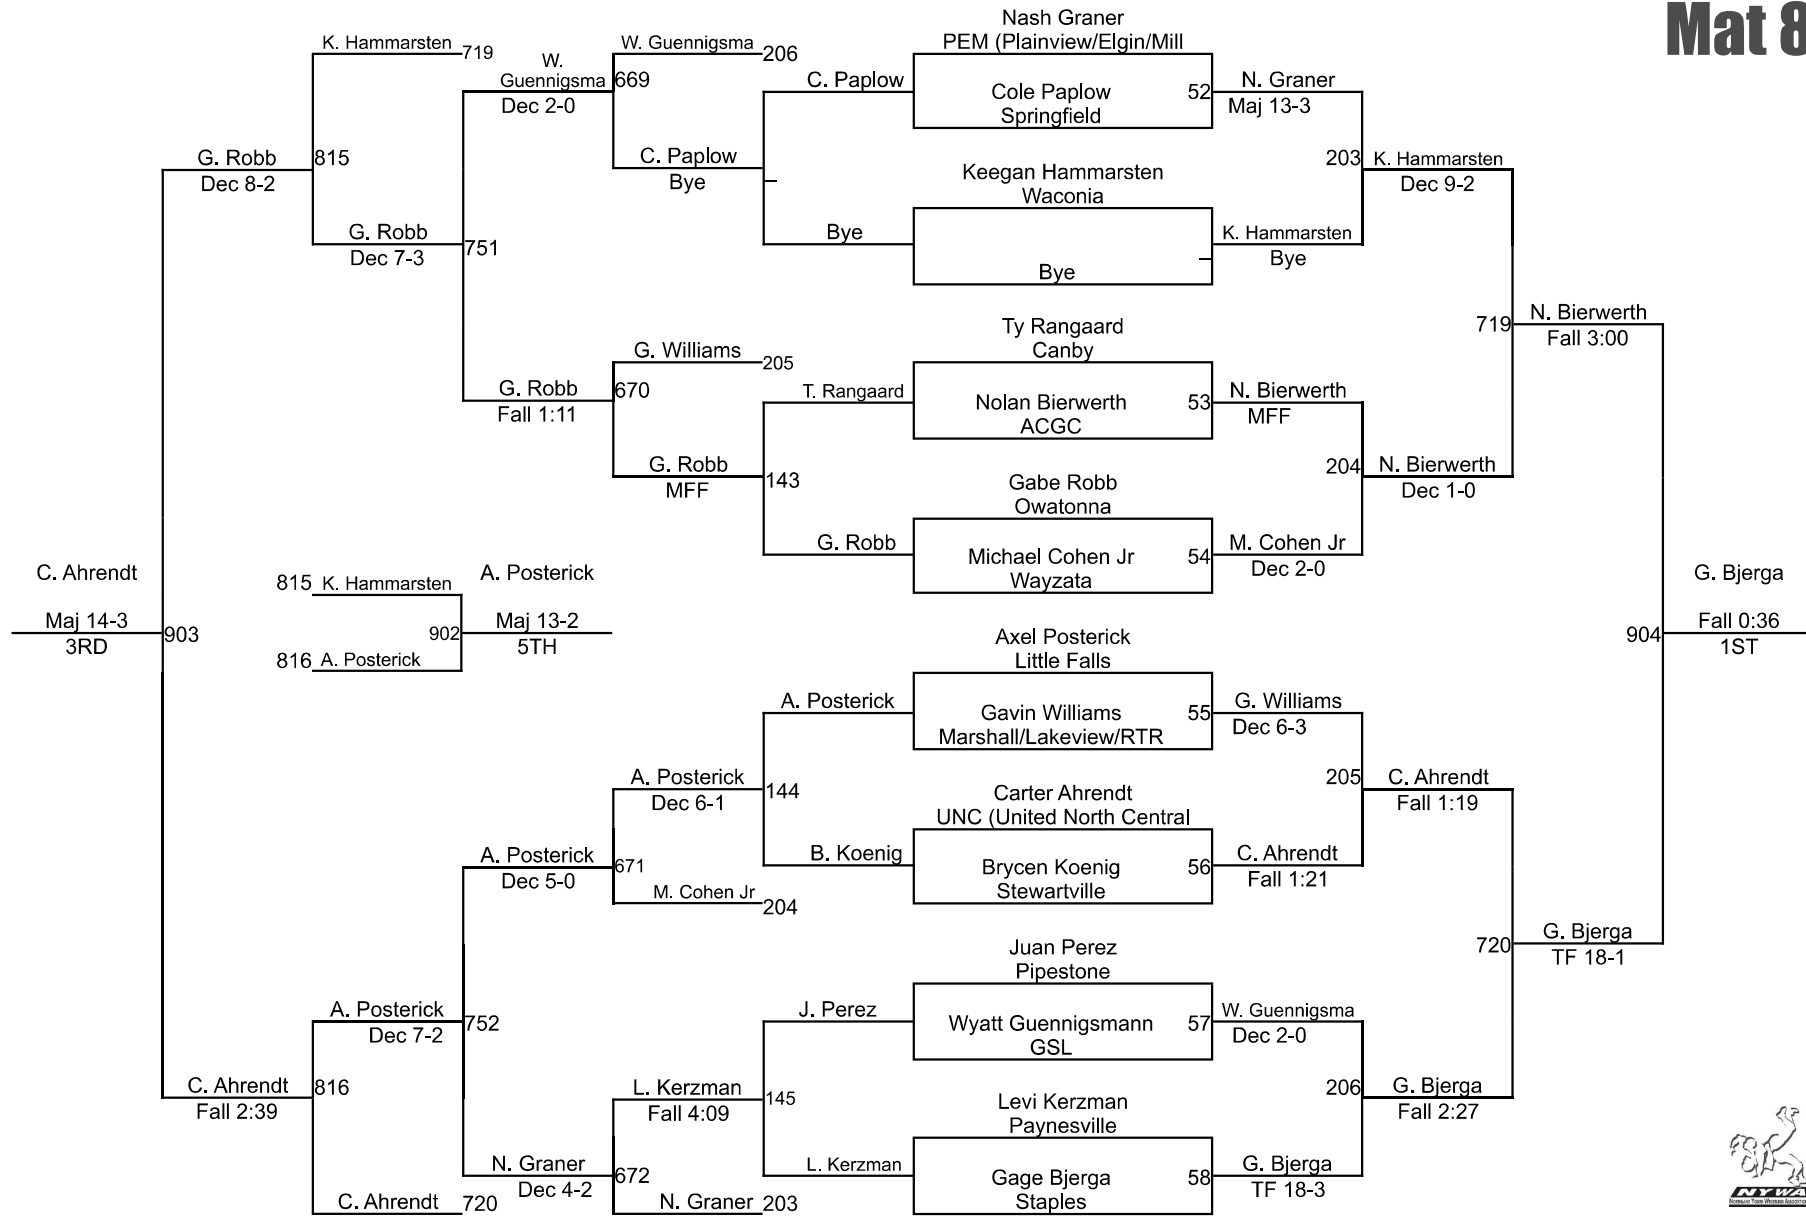 Mat 8
Nash Graner
PEM (Plainview/Elgin/Mill
K. Hammarsten
719
W.
Guennigsma
669
Dec 2-0
W. Guennigsma
206
C. Paplow
Cole Paplow
52
Springfield
N. Graner
Maj 13-3
G. Robb
815
Dec 8-2
C. Paplow
Bye
Keegan Hammarsten
Waconia
203
K. Hammarsten
Dec 9-2
G. Robb
Dec 7-3
751
Bye
Bye
K. Hammarsten
Bye
Ty Rangaard
Canby
719
N. Bierwerth
Fall 3:00
G. Williams
205
G. Robb
670
Fall 1:11
T. Rangaard
Nolan Bierwerth
53
ACGC
N. Bierwerth
MFF
G. Robb
MFF
143
Gabe Robb
Owatonna
204
N. Bierwerth
Dec 1-0
G. Robb
Michael Cohen Jr
54
Wayzata
M. Cohen Jr
Dec 2-0
C. Ahrendt
Maj 14-3
3RD
903
815
K. Hammarsten
902
816
A. Posterick
A. Posterick
Maj 13-2
5TH
G. Bjerga
904
Fall 0:36
1ST
Axel Posterick
Little Falls
A. Posterick
Gavin Williams
55
Marshall/Lakeview/RTR
G. Williams
Dec 6-3
A. Posterick
Dec 6-1
144
Carter Ahrendt
UNC (United North Central
205
C. Ahrendt
Fall 1:19
A. Posterick
Dec 5-0
671
B. Koenig
Brycen Koenig
56
Stewartville
C. Ahrendt
Fall 1:21
M. Cohen Jr
204
Juan Perez
Pipestone
720
G. Bjerga
TF 18-1
A. Posterick
Dec 7-2
752
J. Perez
Wyatt Guennigsmann
57
GSL
W. Guennigsma
Dec 2-0
C. Ahrendt
816
Fall 2:39
L. Kerzman
Fall 4:09
145
Levi Kerzman
Paynesville
206
G. Bjerga
Fall 2:27
N. Graner
672
Dec 4-2
L. Kerzman
Gage Bjerga
58
Staples
G. Bjerga
TF 18-3
C. Ahrendt
720
N. Graner
203
NYWA